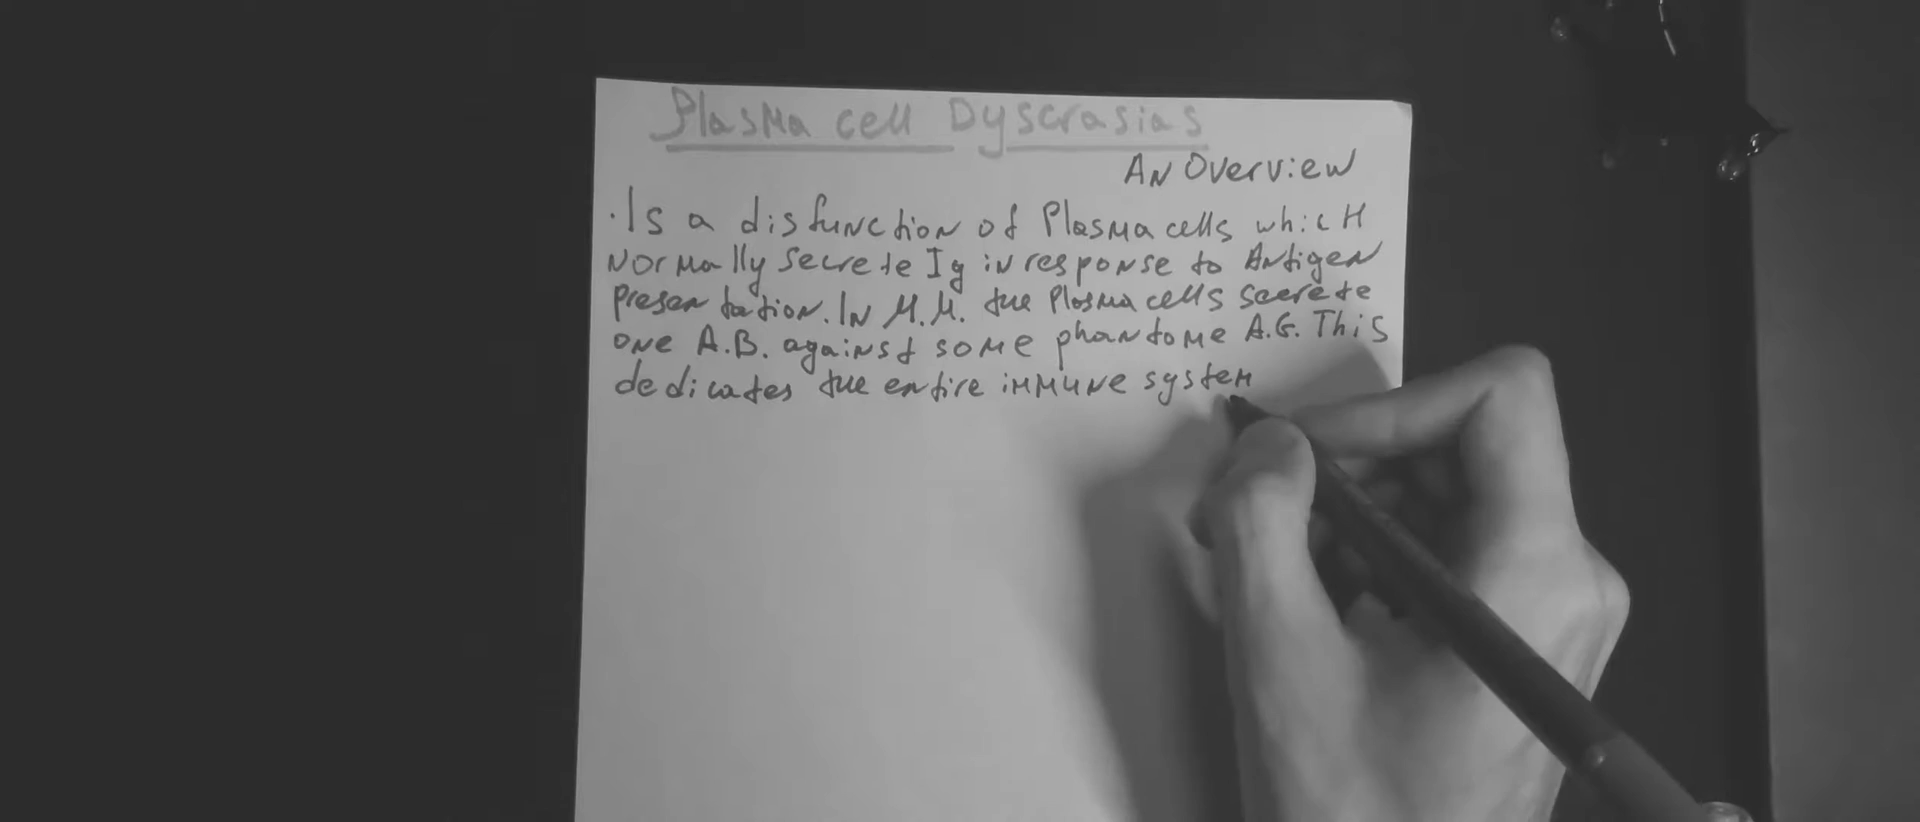 Plasma cell Dyscrasias
An Overview
· Is a disfunction of Plasma cells which
Normally secrete Ig in response to Antigen
presentation. In M.M. the Plasma cells secrete
one A.B. against some phantome A.G. This
dedicates the entire immune system